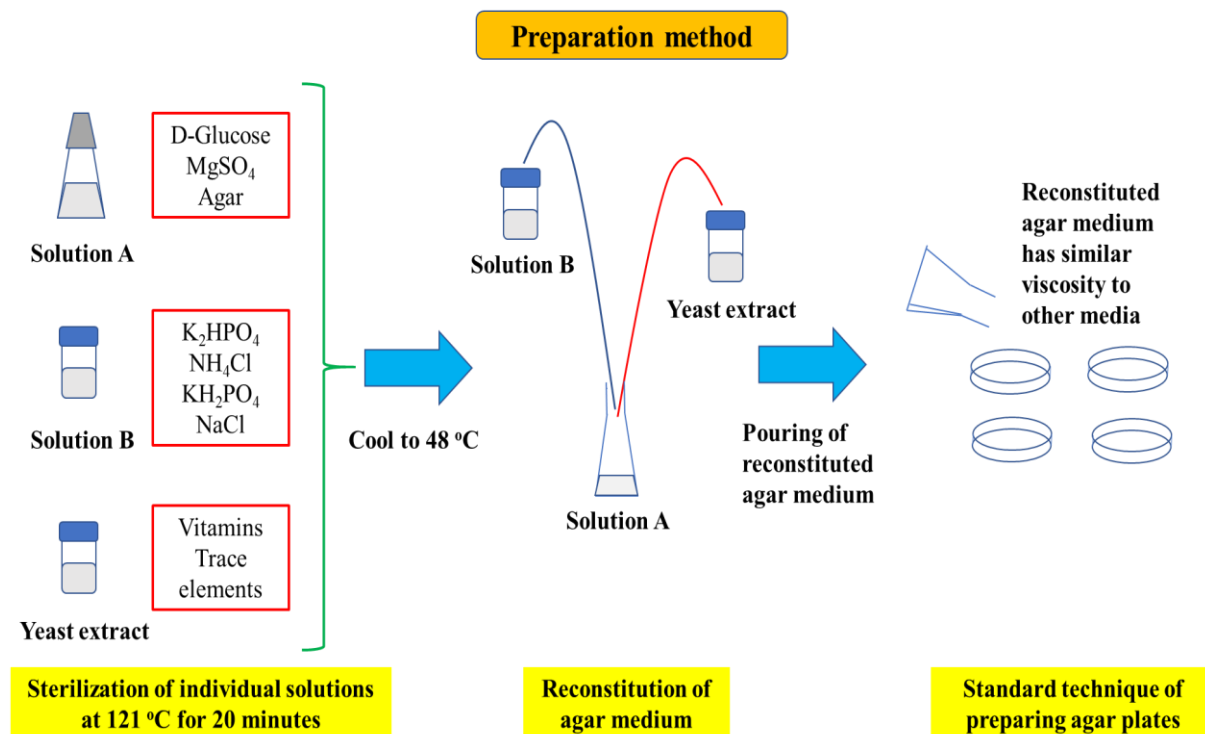 Preparation method
D-Glucose
MgSO₄
Agar
Solution A
K₂HPO₄
NH₄Cl
KH₂PO₄
NaCl
Solution B
Vitamins
Trace
elements
Yeast extract
Sterilization of individual solutions
at 121 ºC for 20 minutes
Cool to 48 ºC
Solution B
Yeast extract
Solution A
Reconstitution of
agar medium
Pouring of
reconstituted
agar medium
Reconstituted
agar medium
has similar
viscosity to
other media
Standard technique of
preparing agar plates